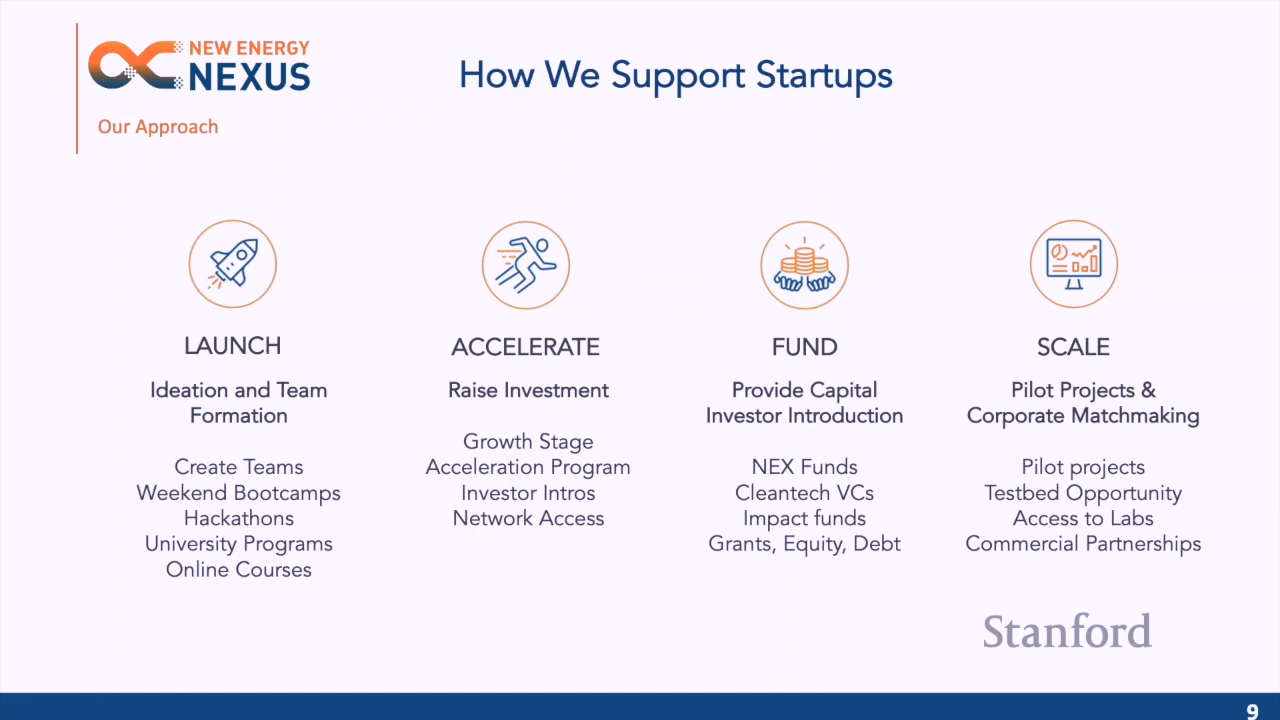 NEW ENERGY
NEXUS
How We Support Startups
Our Approach
LAUNCH
Ideation and Team
Formation
Create Teams
Weekend Bootcamps
Hackathons
University Programs
Online Courses
ACCELERATE
Raise Investment
Growth Stage
Acceleration Program
Investor Intros
Network Access
FUND
Provide Capital
Investor Introduction
NEX Funds
Cleantech VCs
Impact funds
Grants, Equity, Debt
SCALE
Pilot Projects &
Corporate Matchmaking
Pilot projects
Testbed Opportunity
Access to Labs
Commercial Partnerships
Stanford
9